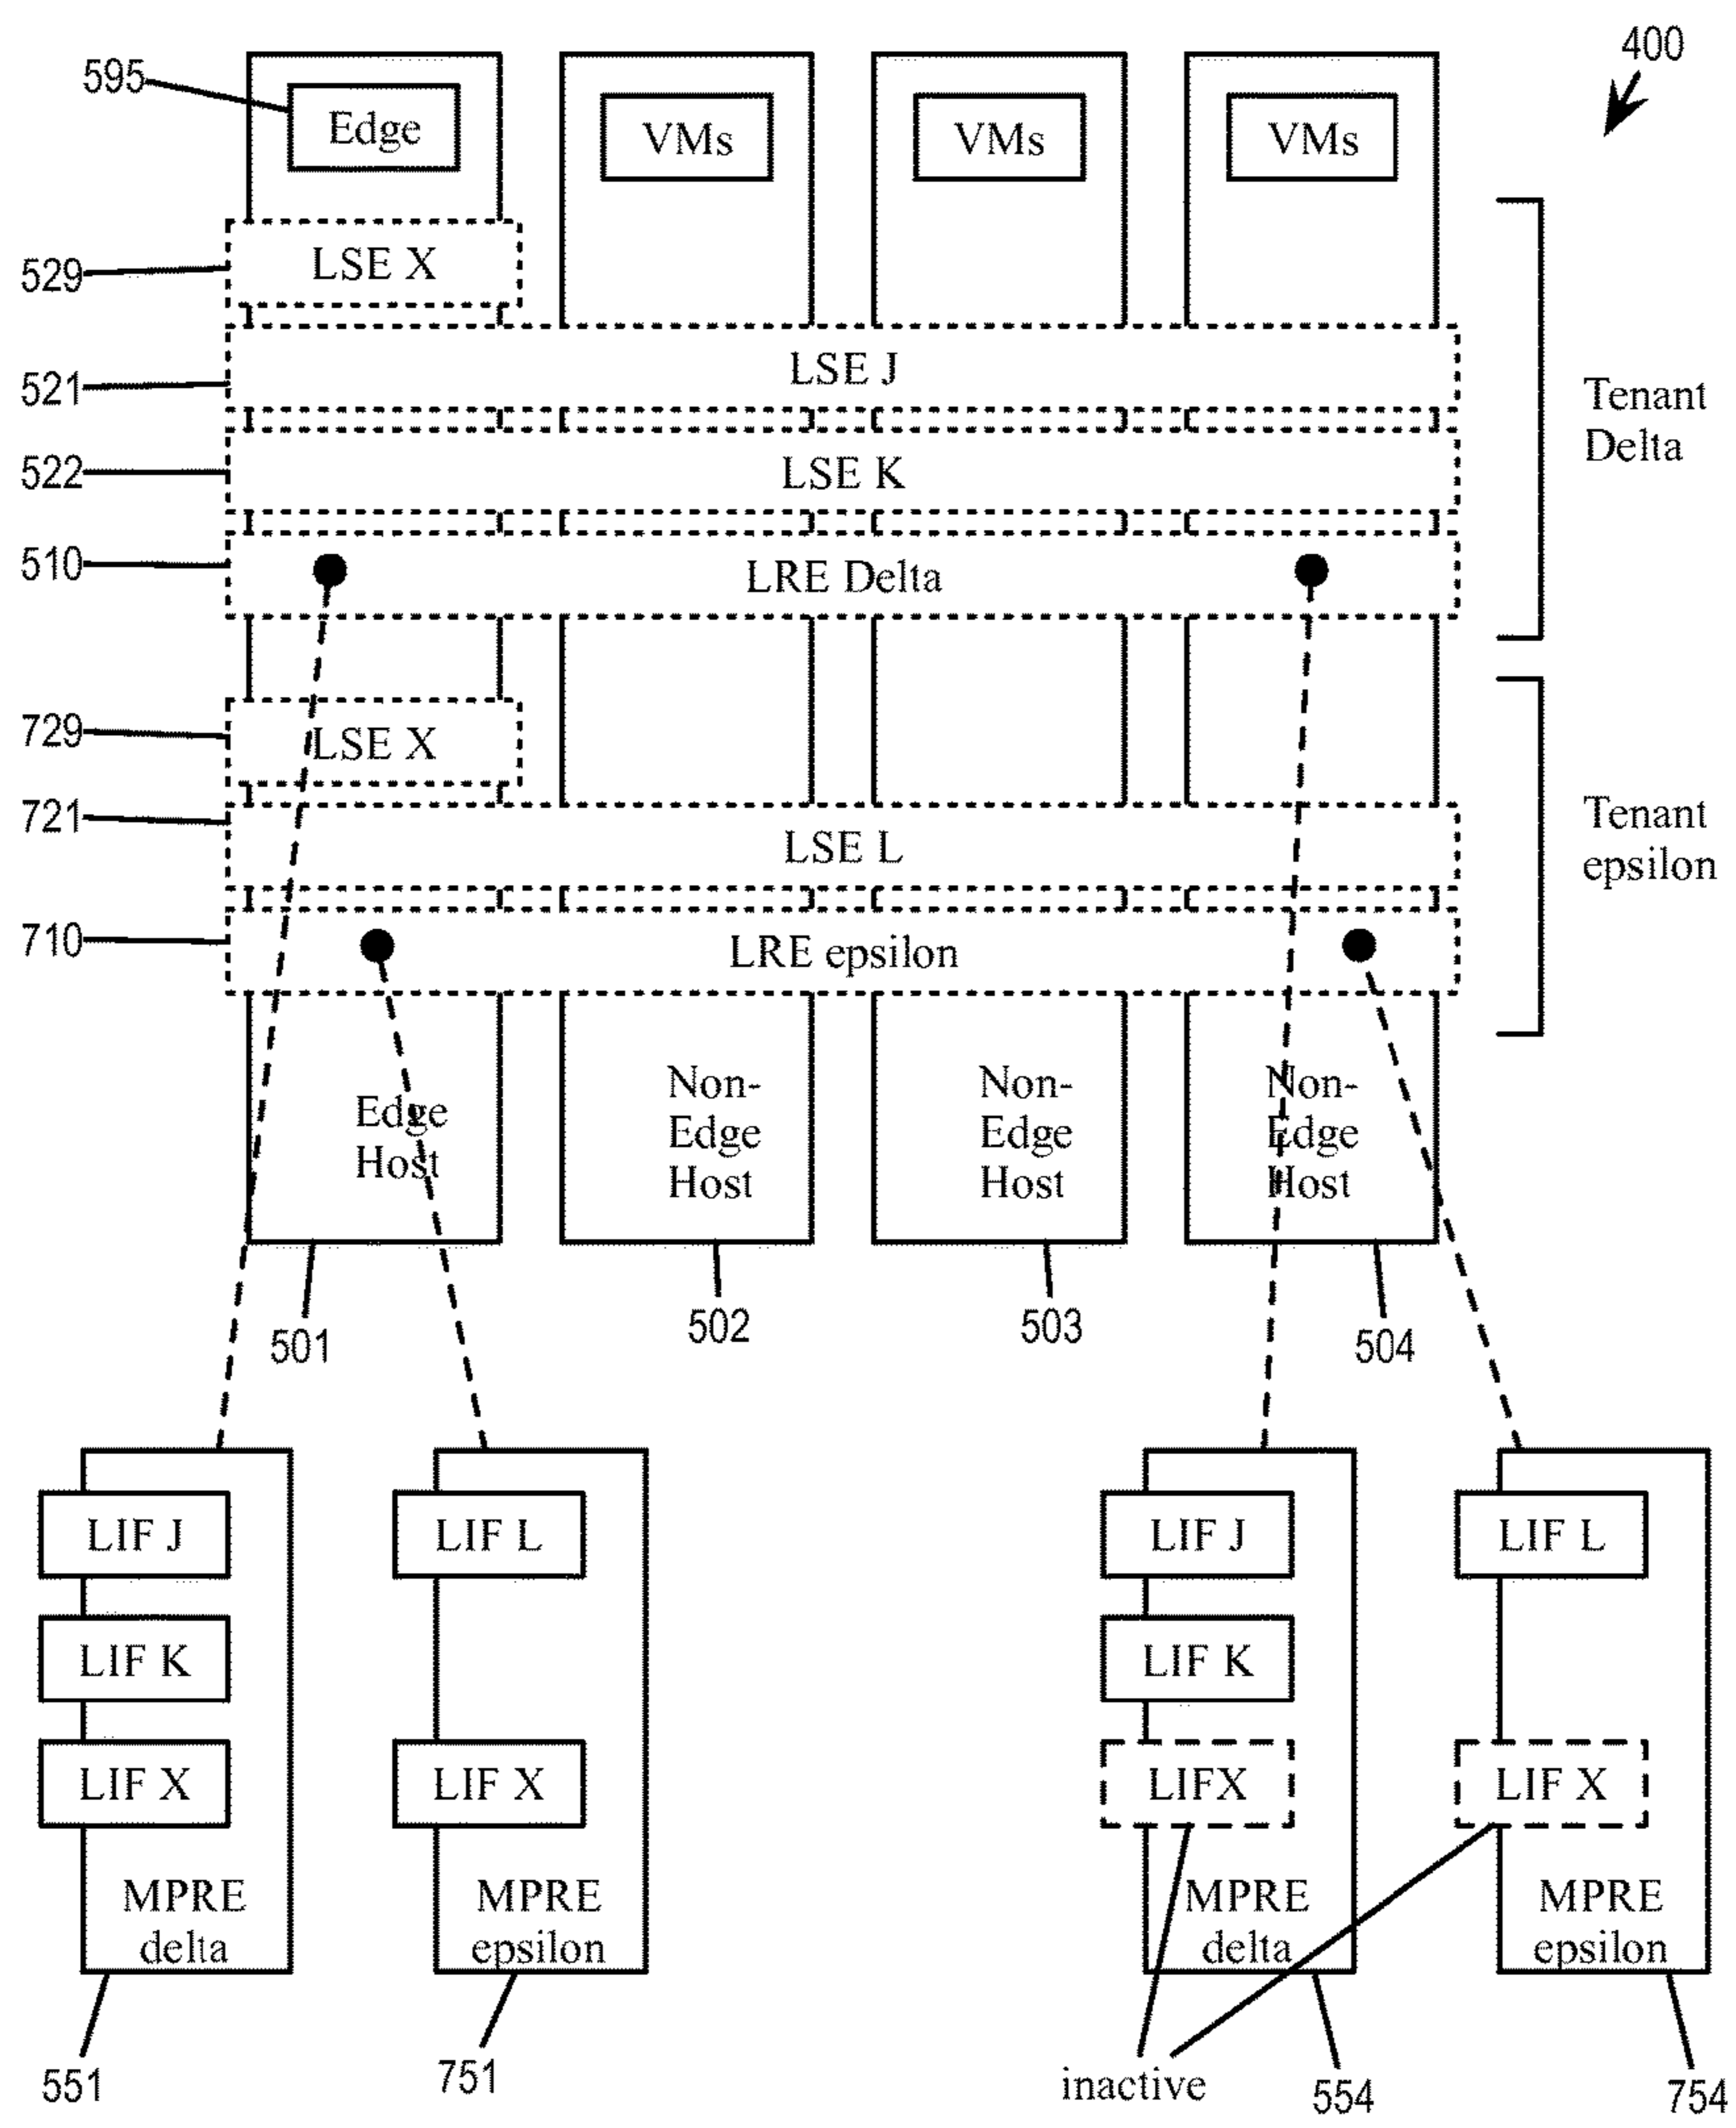 400
595
Edge
VMs
VMs
VMs
529
LSE X
521
LSE J
Tenant
Delta
522
LSE K
510
LRE Delta
729
LSE X
721
LSE L
Tenant
epsilon
710
LRE epsilon
Edge
Host
Non-
Edge
Host
Non-
Edge
Host
Non-
Edge
Host
501
502
503
504
LIF J
LIF K
LIF X
MPRE
delta
LIF L
LIF X
MPRE
epsilon
LIF J
LIF K
LIFX
MPRE
delta
LIF L
LIF X
MPRE
epsilon
551
751
inactive
554
754